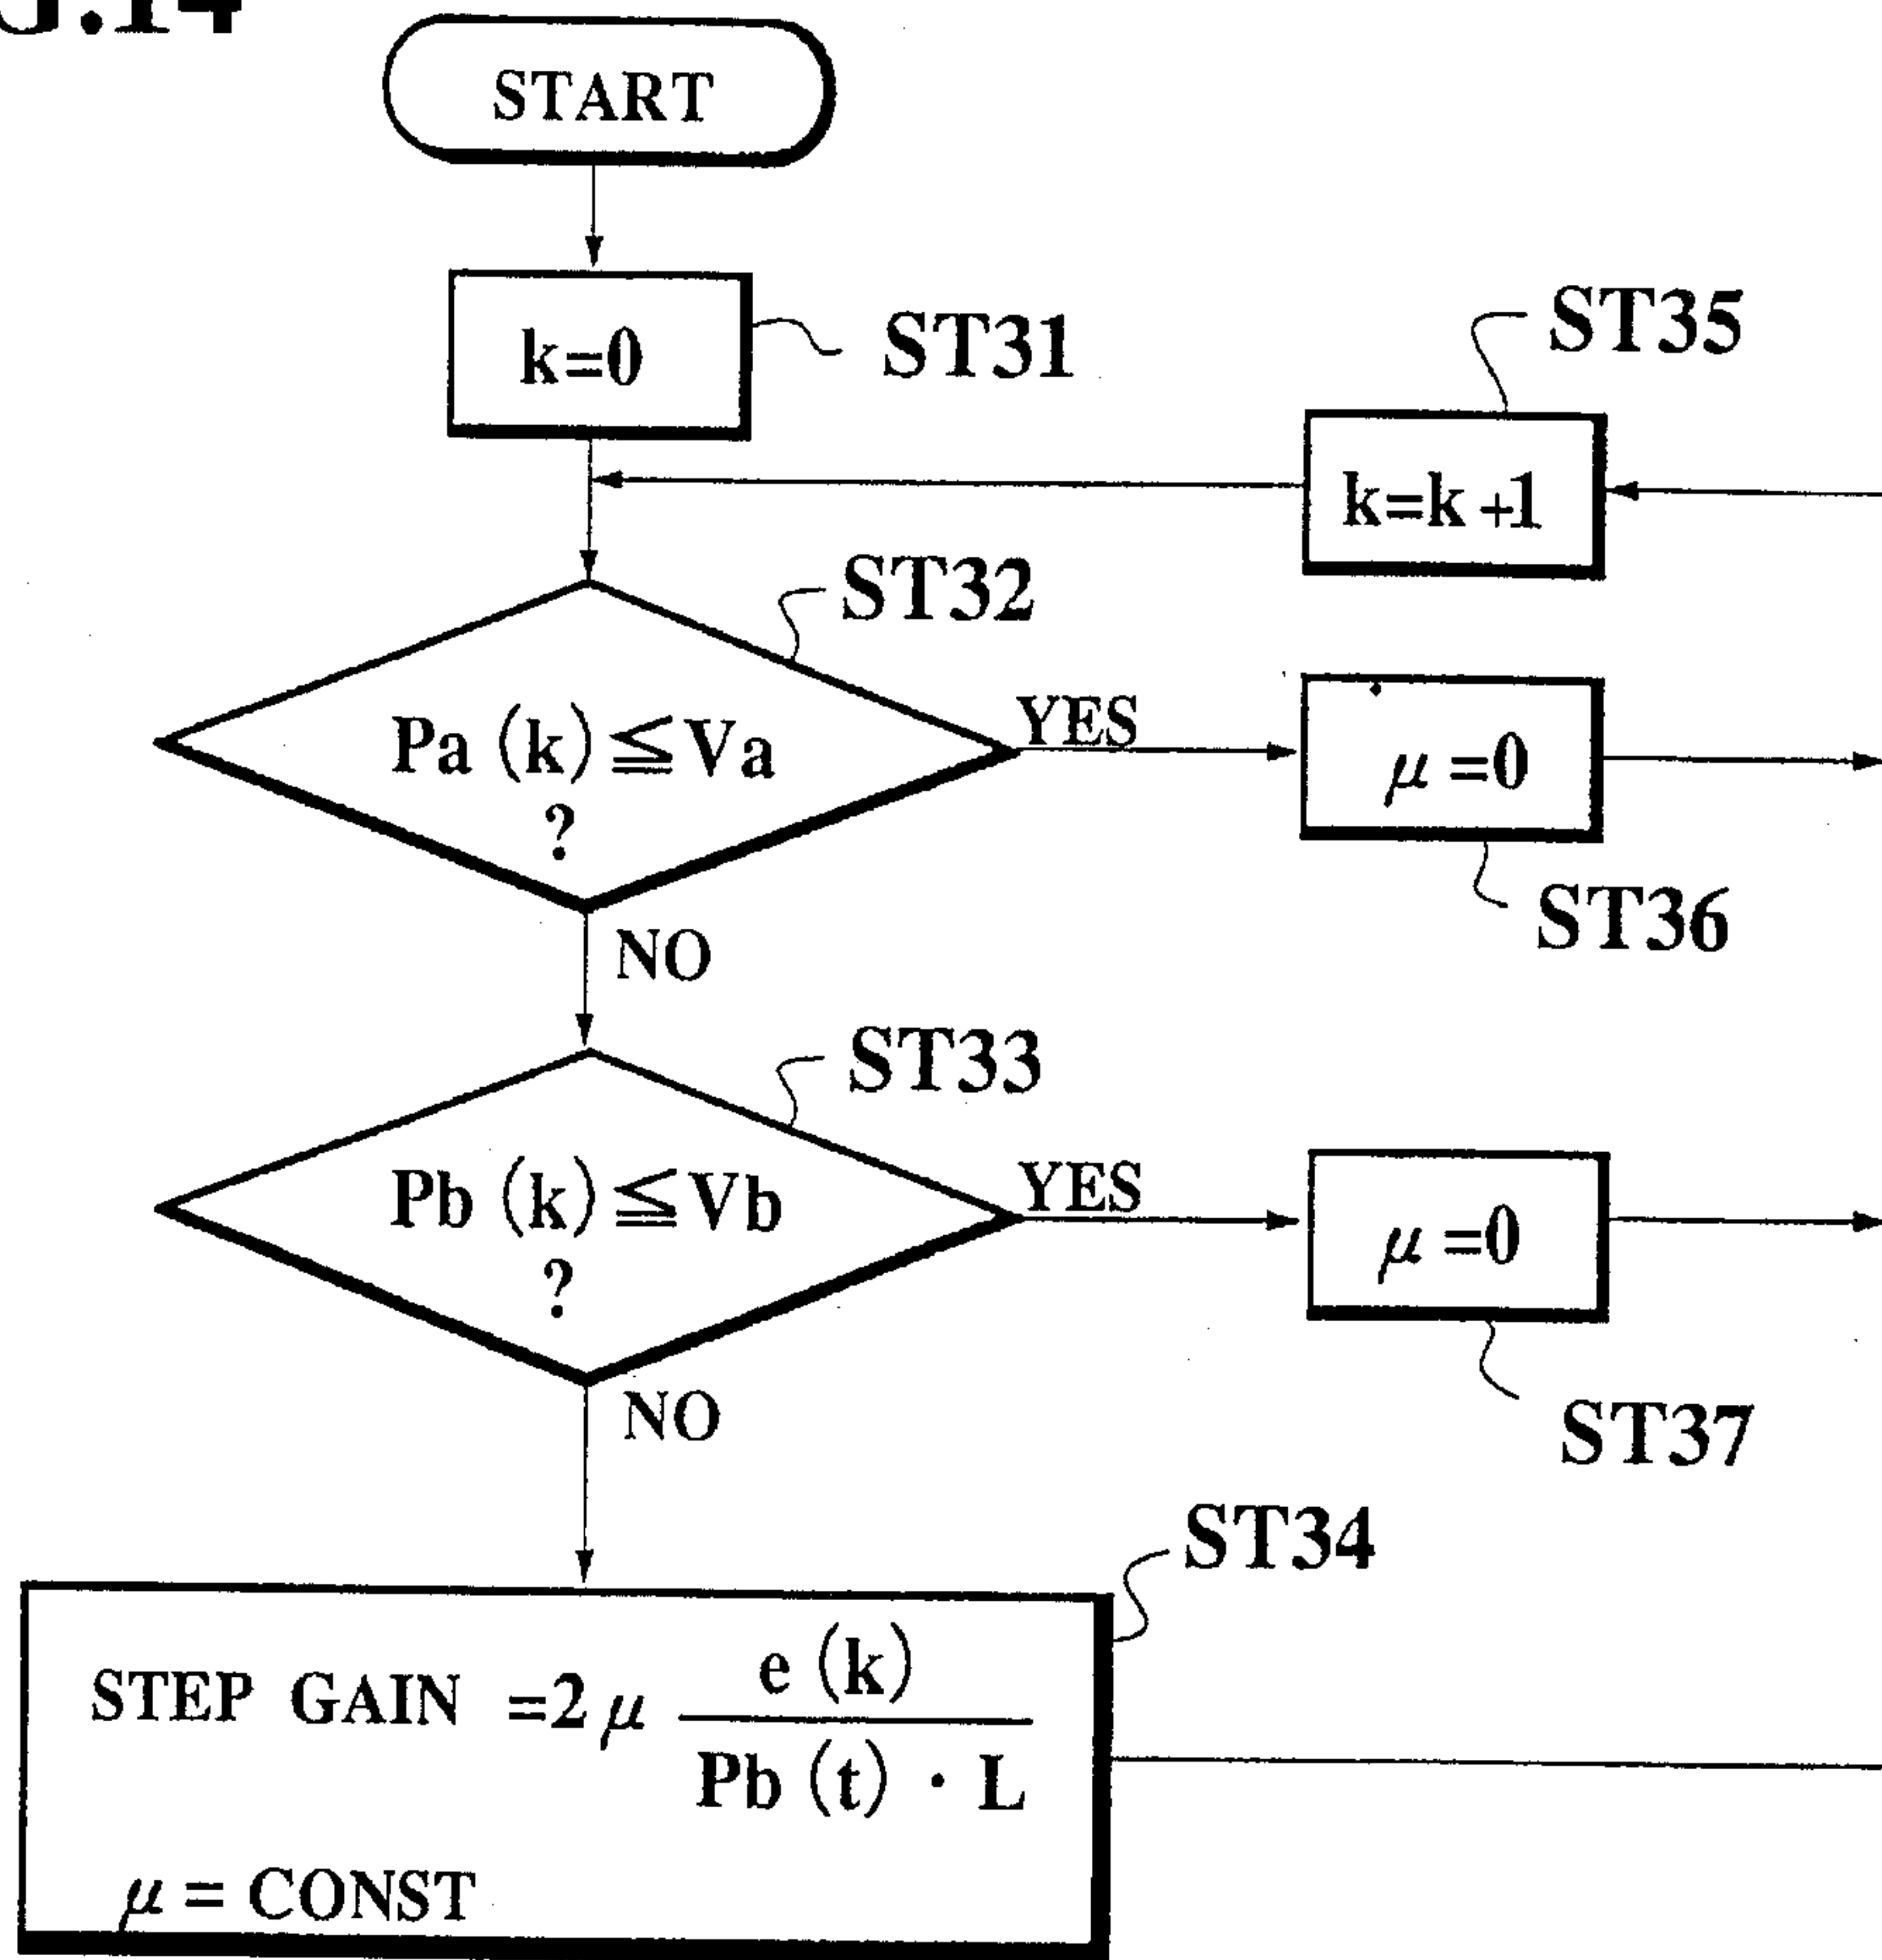 .14
START
k=0
ST31
ST35
k=k+1
ST32
Pa (k) ≦ Va
?
YES
μ =0
ST36
NO
ST33
Pb (k) ≦ Vb
?
YES
μ =0
ST37
NO
ST34
STEP GAIN =2μ e (k) / Pb (t) · L
μ = CONST